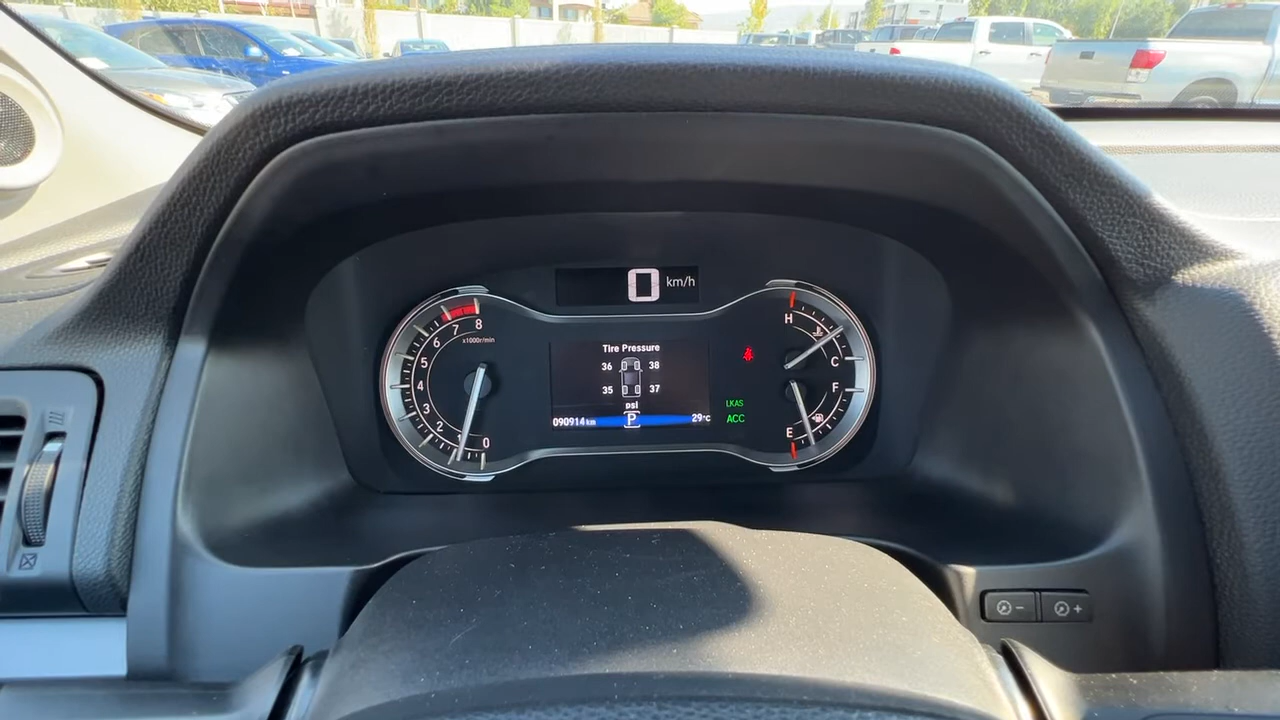 0 km/h
8
7
6
5
4
3
2
1
0
x1000r/min
Tire Pressure
36 38
35 37
psi
090914 km P 29°C
LKAS
ACC
H
C
F
E
- +